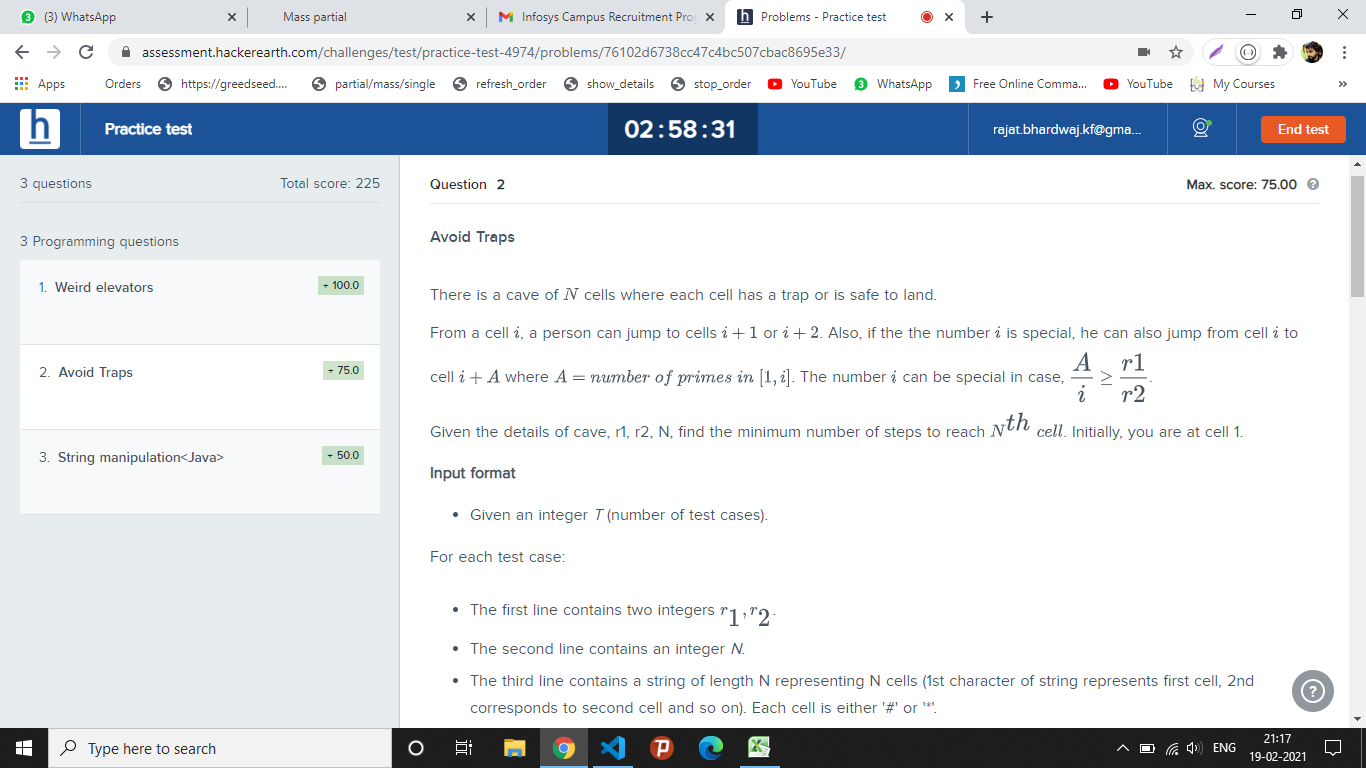 (3) WhatsApp
Mass partial
Infosys Campus Recruitment Pro
Problems - Practice test
assessment.hackerearth.com/challenges/test/practice-test-4974/problems/76102d6738cc47c4bc507cbac8695e33/
Apps Orders https://greedseed.... partial/mass/single refresh_order show_details stop_order YouTube 3 WhatsApp Free Online Comma... YouTube My Courses »
h Practice test 02:58:31 rajat.bhardwaj.kf@gma... End test
3 questions Total score: 225
3 Programming questions
1. Weird elevators + 100.0
2. Avoid Traps + 75.0
3. String manipulation<Java> + 50.0
Question 2 Max. score: 75.00 ?
Avoid Traps
There is a cave of N cells where each cell has a trap or is safe to land.
From a cell i, a person can jump to cells i + 1 or i + 2. Also, if the the number i is special, he can also jump from cell i to
cell i + A where A = number of primes in [1, i]. The number i can be special in case, A/i ≥ r1/r2.
Given the details of cave, r1, r2, N, find the minimum number of steps to reach Nth cell. Initially, you are at cell 1.
Input format
• Given an integer T (number of test cases).
For each test case:
• The first line contains two integers r1, r2.
• The second line contains an integer N.
• The third line contains a string of length N representing N cells (1st character of string represents first cell, 2nd
corresponds to second cell and so on). Each cell is either '#' or '*'.
?
Type here to search
ENG
21:17
19-02-2021